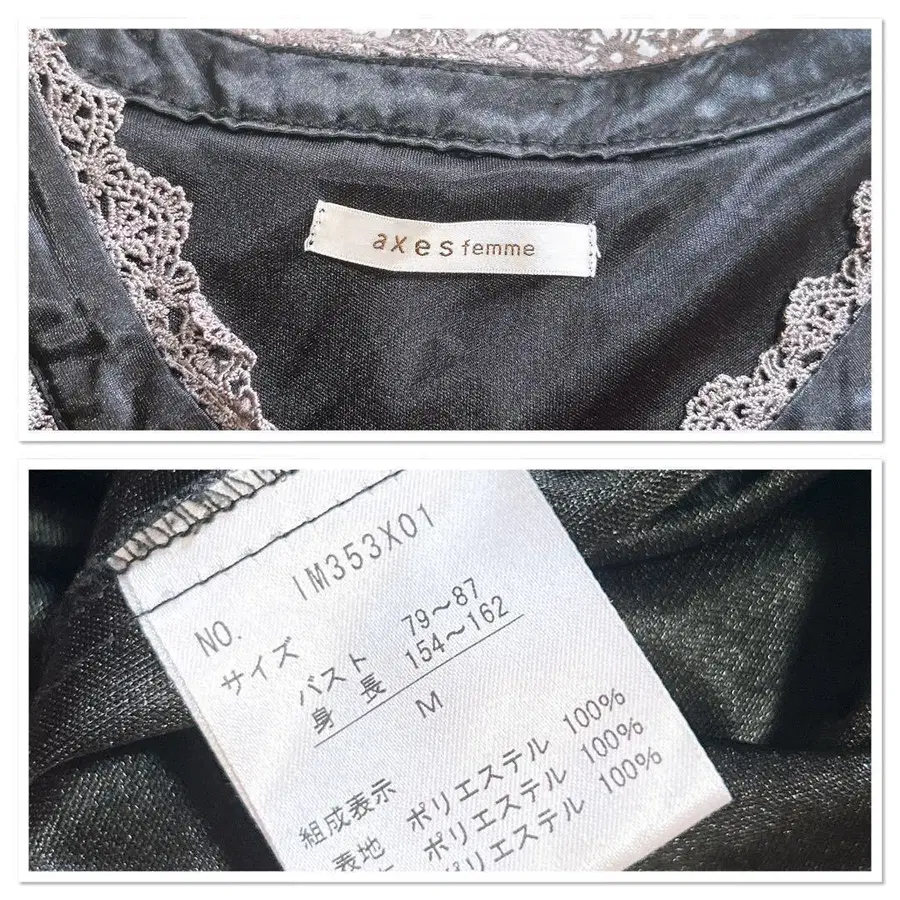 axes femme
NO. IM353X01
サイズ
バスト 79～87
身長 154～162
M
組成表示
表地 ポリエステル 100%
ポリエステル 100%
ポリエステル 100%